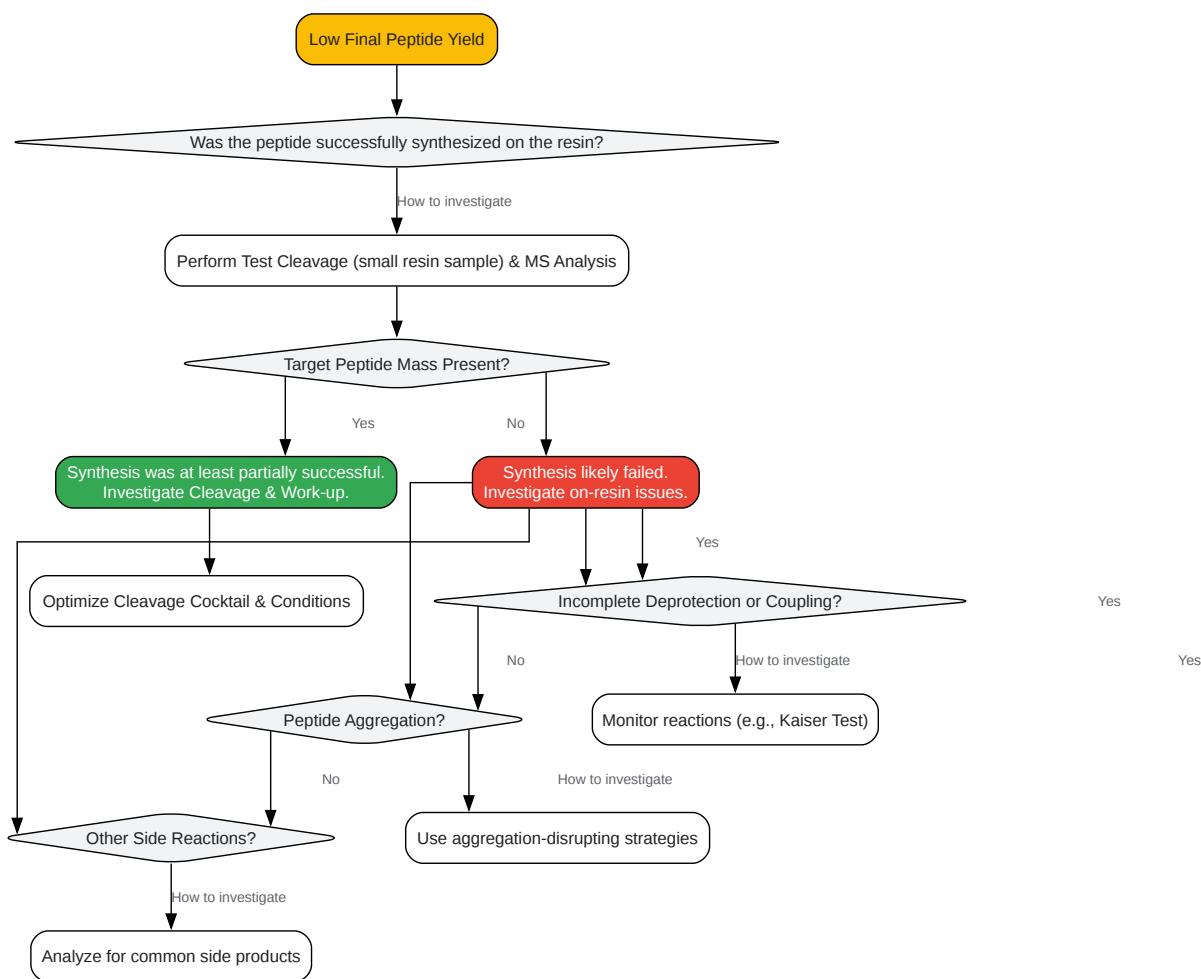 Low Final Peptide Yield
Was the peptide successfully synthesized on the resin?
How to investigate
Perform Test Cleavage (small resin sample) & MS Analysis
Target Peptide Mass Present?
Yes
No
Synthesis was at least partially successful.
Investigate Cleavage & Work-up.
Synthesis likely failed.
Investigate on-resin issues.
Yes
Optimize Cleavage Cocktail & Conditions
Incomplete Deprotection or Coupling?
Yes
No
How to investigate
Yes
Peptide Aggregation?
Monitor reactions (e.g., Kaiser Test)
No
How to investigate
Other Side Reactions?
Use aggregation-disrupting strategies
How to investigate
Analyze for common side products